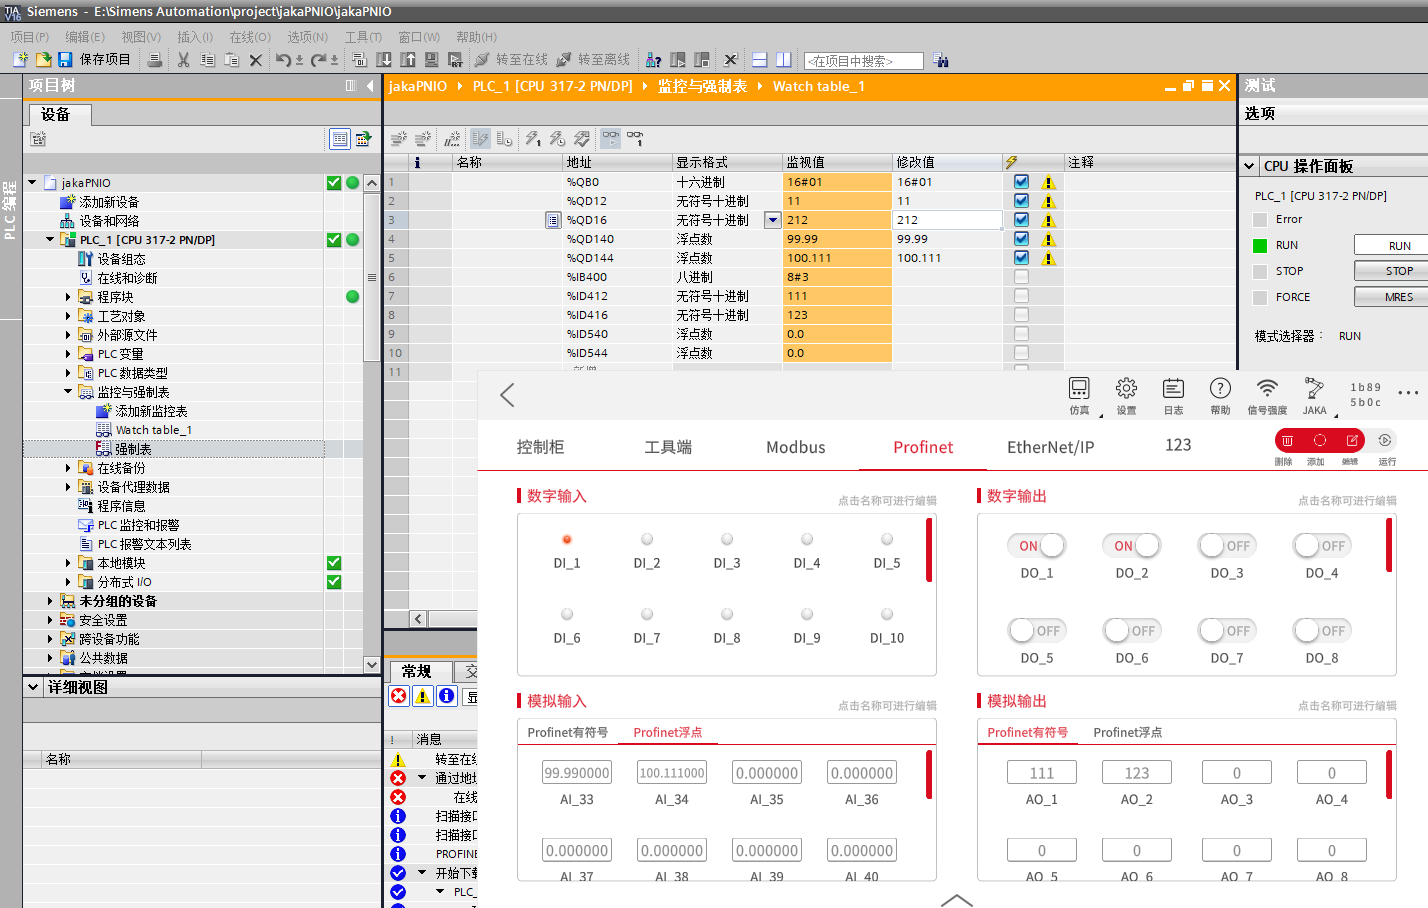 Siemens - E:\Simens Automation\project\jakaPNIO\jakaPNIO
项目(P) 编辑(E) 视图(V) 插入(I) 在线(O) 选项(N) 工具(T) 窗口(W) 帮助(H)
保存项目 转至在线 转至离线 <在项目中搜索>
PLC 编程
项目树
设备
jakaPNIO
添加新设备
设备和网络
PLC_1 [CPU 317-2 PN/DP]
设备组态
在线和诊断
程序块
工艺对象
外部源文件
PLC 变量
PLC 数据类型
监控与强制表
添加新监控表
Watch table_1
强制表
在线备份
设备代理数据
程序信息
PLC 监控和报警
PLC 报警文本列表
本地模块
分布式 I/O
未分组的设备
安全设置
跨设备功能
公共数据
详细视图
名称
jakaPNIO PLC_1 [CPU 317-2 PN/DP] 监控与强制表 Watch table_1
i 名称 地址 显示格式 监视值 修改值 注释
1 %QB0 十六进制 16#01 16#01
2 %QD12 无符号十进制 11 11
3 %QD16 无符号十进制 212 212
4 %QD140 浮点数 99.99 99.99
5 %QD144 浮点数 100.111 100.111
6 %IB400 八进制 8#3
7 %ID412 无符号十进制 111
8 %ID416 无符号十进制 123
9 %ID540 浮点数 0.0
10 %ID544 浮点数 0.0
11
测试
选项
CPU 操作面板
PLC_1 [CPU 317-2 PN/DP]
Error
RUN RUN
STOP STOP
FORCE MRES
模式选择器： RUN
常规
! 消息
转至在线
通过地址
在线
扫描接口
扫描接口
PROFINE
开始下载
PLC_
仿真 设置 日志 帮助 信号强度 JAKA 1b89
5b0c
控制柜 工具端 Modbus Profinet EtherNet/IP 123
删除 添加 编辑 运行
数字输入 点击名称可进行编辑
DI_1 DI_2 DI_3 DI_4 DI_5
DI_6 DI_7 DI_8 DI_9 DI_10
数字输出 点击名称可进行编辑
ON ON OFF OFF
DO_1 DO_2 DO_3 DO_4
OFF OFF OFF OFF
DO_5 DO_6 DO_7 DO_8
模拟输入 点击名称可进行编辑
Profinet有符号 Profinet浮点
99.990000 100.111000 0.000000 0.000000
AI_33 AI_34 AI_35 AI_36
0.000000 0.000000 0.000000 0.000000
AI_37 AI_38 AI_39 AI_40
模拟输出 点击名称可进行编辑
Profinet有符号 Profinet浮点
111 123 0 0
AO_1 AO_2 AO_3 AO_4
0 0 0 0
AO_5 AO_6 AO_7 AO_8